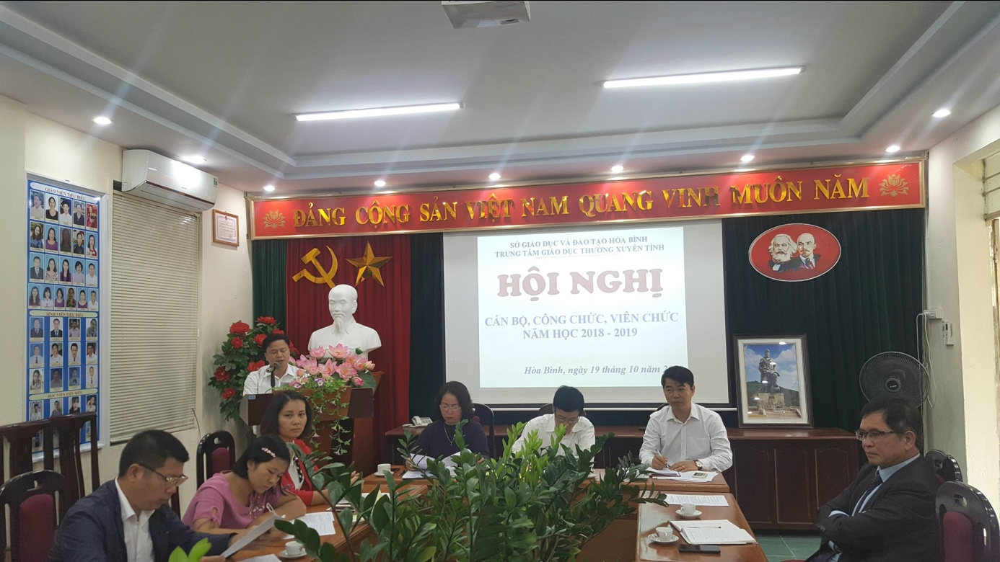 ĐẢNG CỘNG SẢN VIỆT NAM QUANG VINH MUÔN NĂM
SỞ GIÁO DỤC VÀ ĐÀO TẠO HÒA BÌNH
TRUNG TÂM GIÁO DỤC THƯỜNG XUYÊN TỈNH
HỘI NGHỊ
CÁN BỘ, CÔNG CHỨC, VIÊN CHỨC
NĂM HỌC 2018 - 2019
Hòa Bình, ngày 19 tháng 10 năm 2
GIÁO VIÊN TIÊU BIỂU
SINH VIÊN TIÊU BIỂU
HỌC VIÊN TIÊU BIỂU